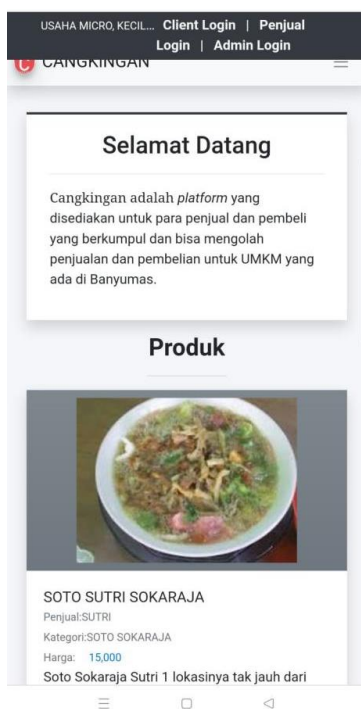 USAHA MICRO, KECIL... Client Login | Penjual
Login | Admin Login
C CANGKINGAN
Selamat Datang
Cangkingan adalah platform yang
disediakan untuk para penjual dan pembeli
yang berkumpul dan bisa mengolah
penjualan dan pembelian untuk UMKM yang
ada di Banyumas.
Produk
SOTO SUTRI SOKARAJA
Penjual:SUTRI
Kategori:SOTO SOKARAJA
Harga: 15,000
Soto Sokaraja Sutri 1 lokasinya tak jauh dari